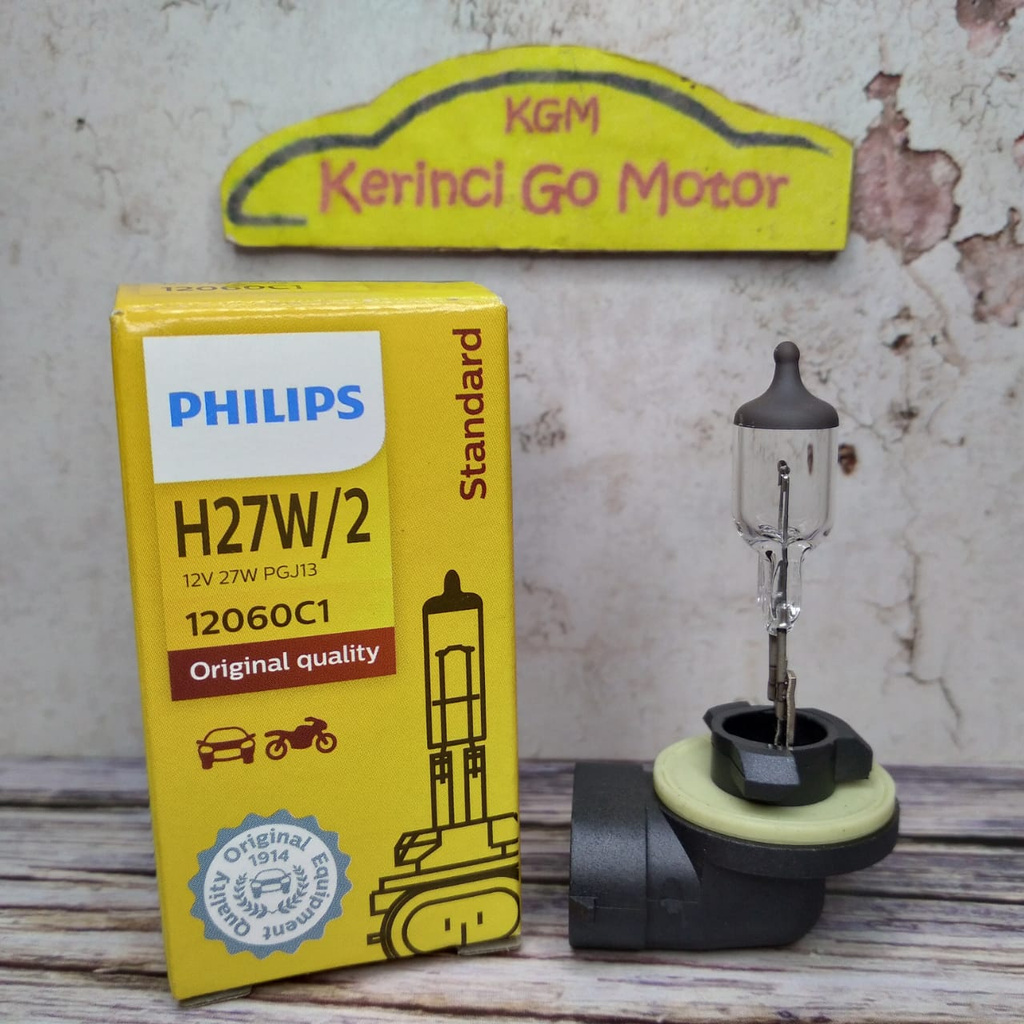 KGM
Kerinci Go Motor
12060C1
PHILIPS
Standard
H27W/2
12V 27W PGJ13
12060C1
Original quality
Original Equipment Quality
1914